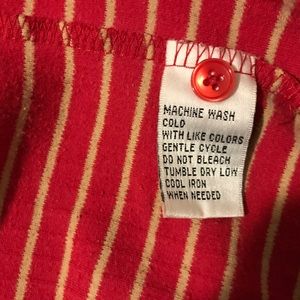 MACHINE WASH
COLD
WITH LIKE COLORS
GENTLE CYCLE
DO NOT BLEACH
TUMBLE DRY LOW
COOL IRON
WHEN NEEDED